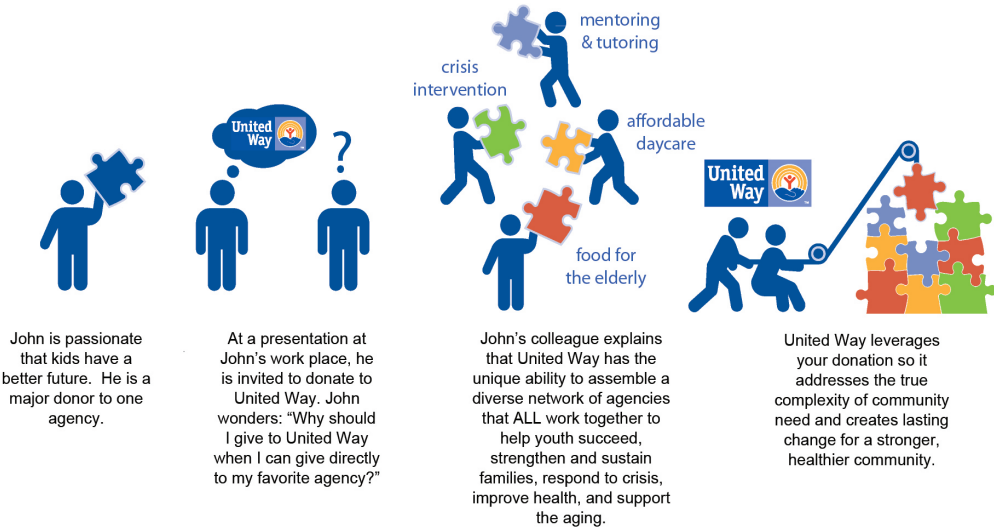 United
Way
?
mentoring
& tutoring
crisis
intervention
affordable
daycare
food for
the elderly
United
Way
John is passionate
that kids have a
better future.  He is a
major donor to one
agency.
At a presentation at
John's work place, he
is invited to donate to
United Way. John
wonders: “Why should
I give to United Way
when I can give directly
to my favorite agency?”
John's colleague explains
that United Way has the
unique ability to assemble a
diverse network of agencies
that ALL work together to
help youth succeed,
strengthen and sustain
families, respond to crisis,
improve health, and support
the aging.
United Way leverages
your donation so it
addresses the true
complexity of community
need and creates lasting
change for a stronger,
healthier community.